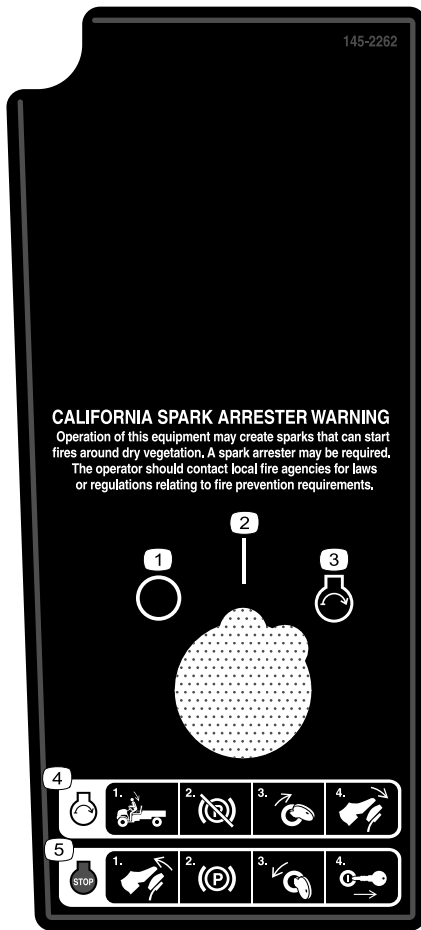 145-2262
CALIFORNIA SPARK ARRESTER WARNING
Operation of this equipment may create sparks that can start
fires around dry vegetation. A spark arrester may be required.
The operator should contact local fire agencies for laws
or regulations relating to fire prevention requirements.
2
1
3
4
1. 2. (P) 3. 4.
5
STOP 1. 2. (P) 3. 4.